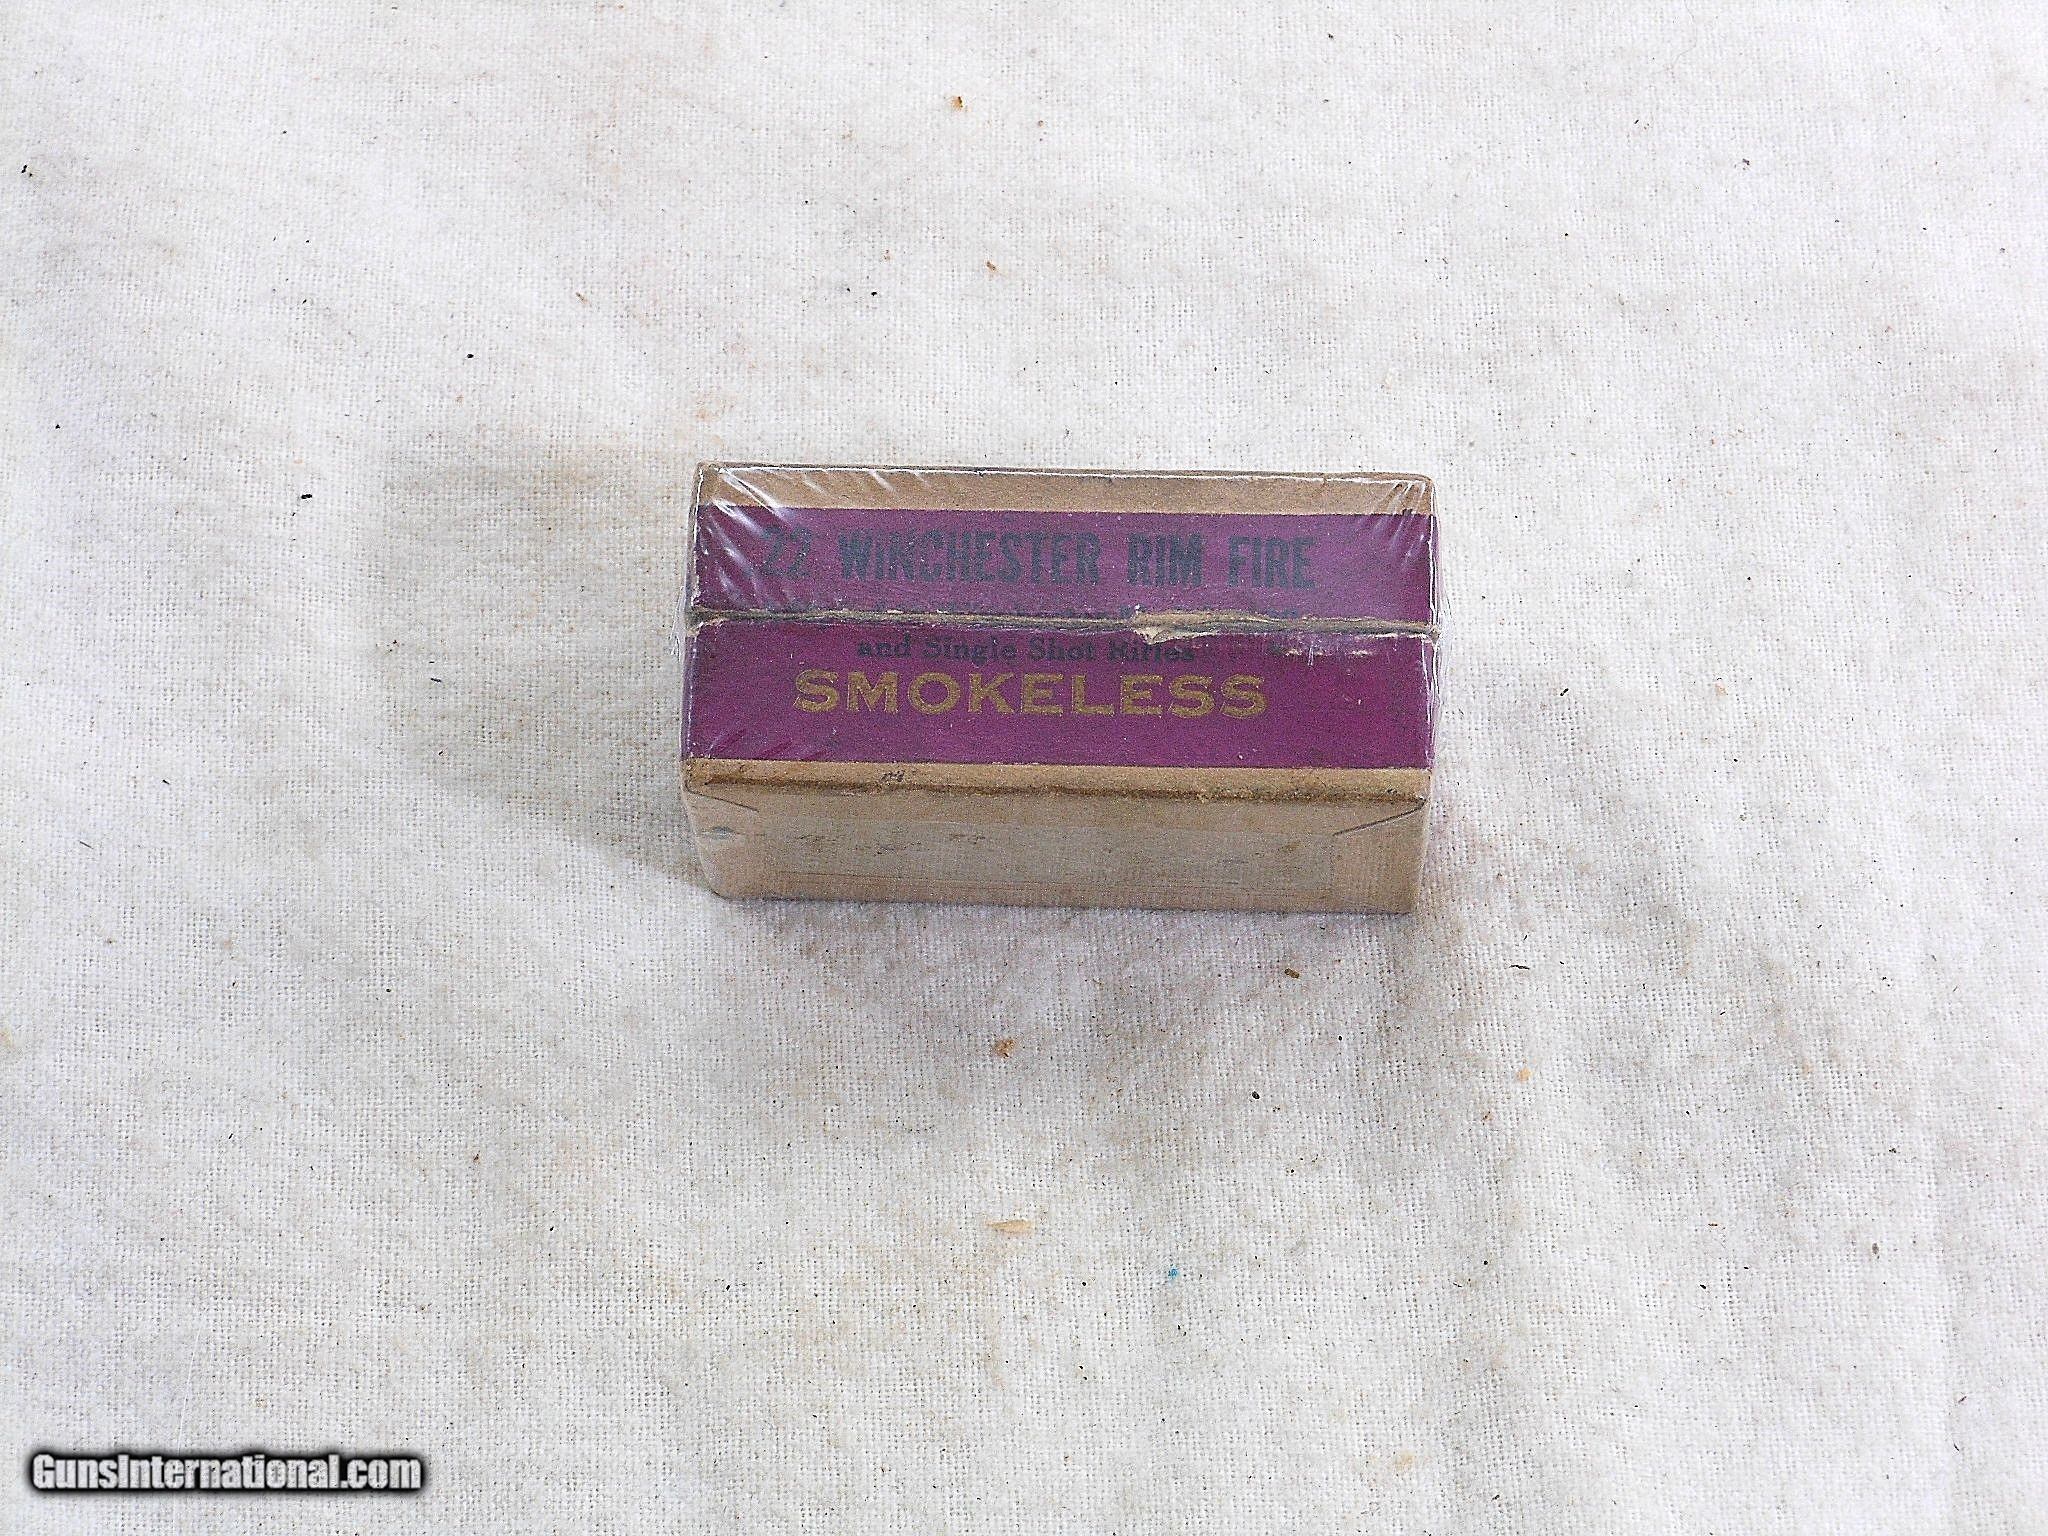 22 WINCHESTER RIM FIRE
and Single Shot Rifles
SMOKELESS
GunsInternational.com